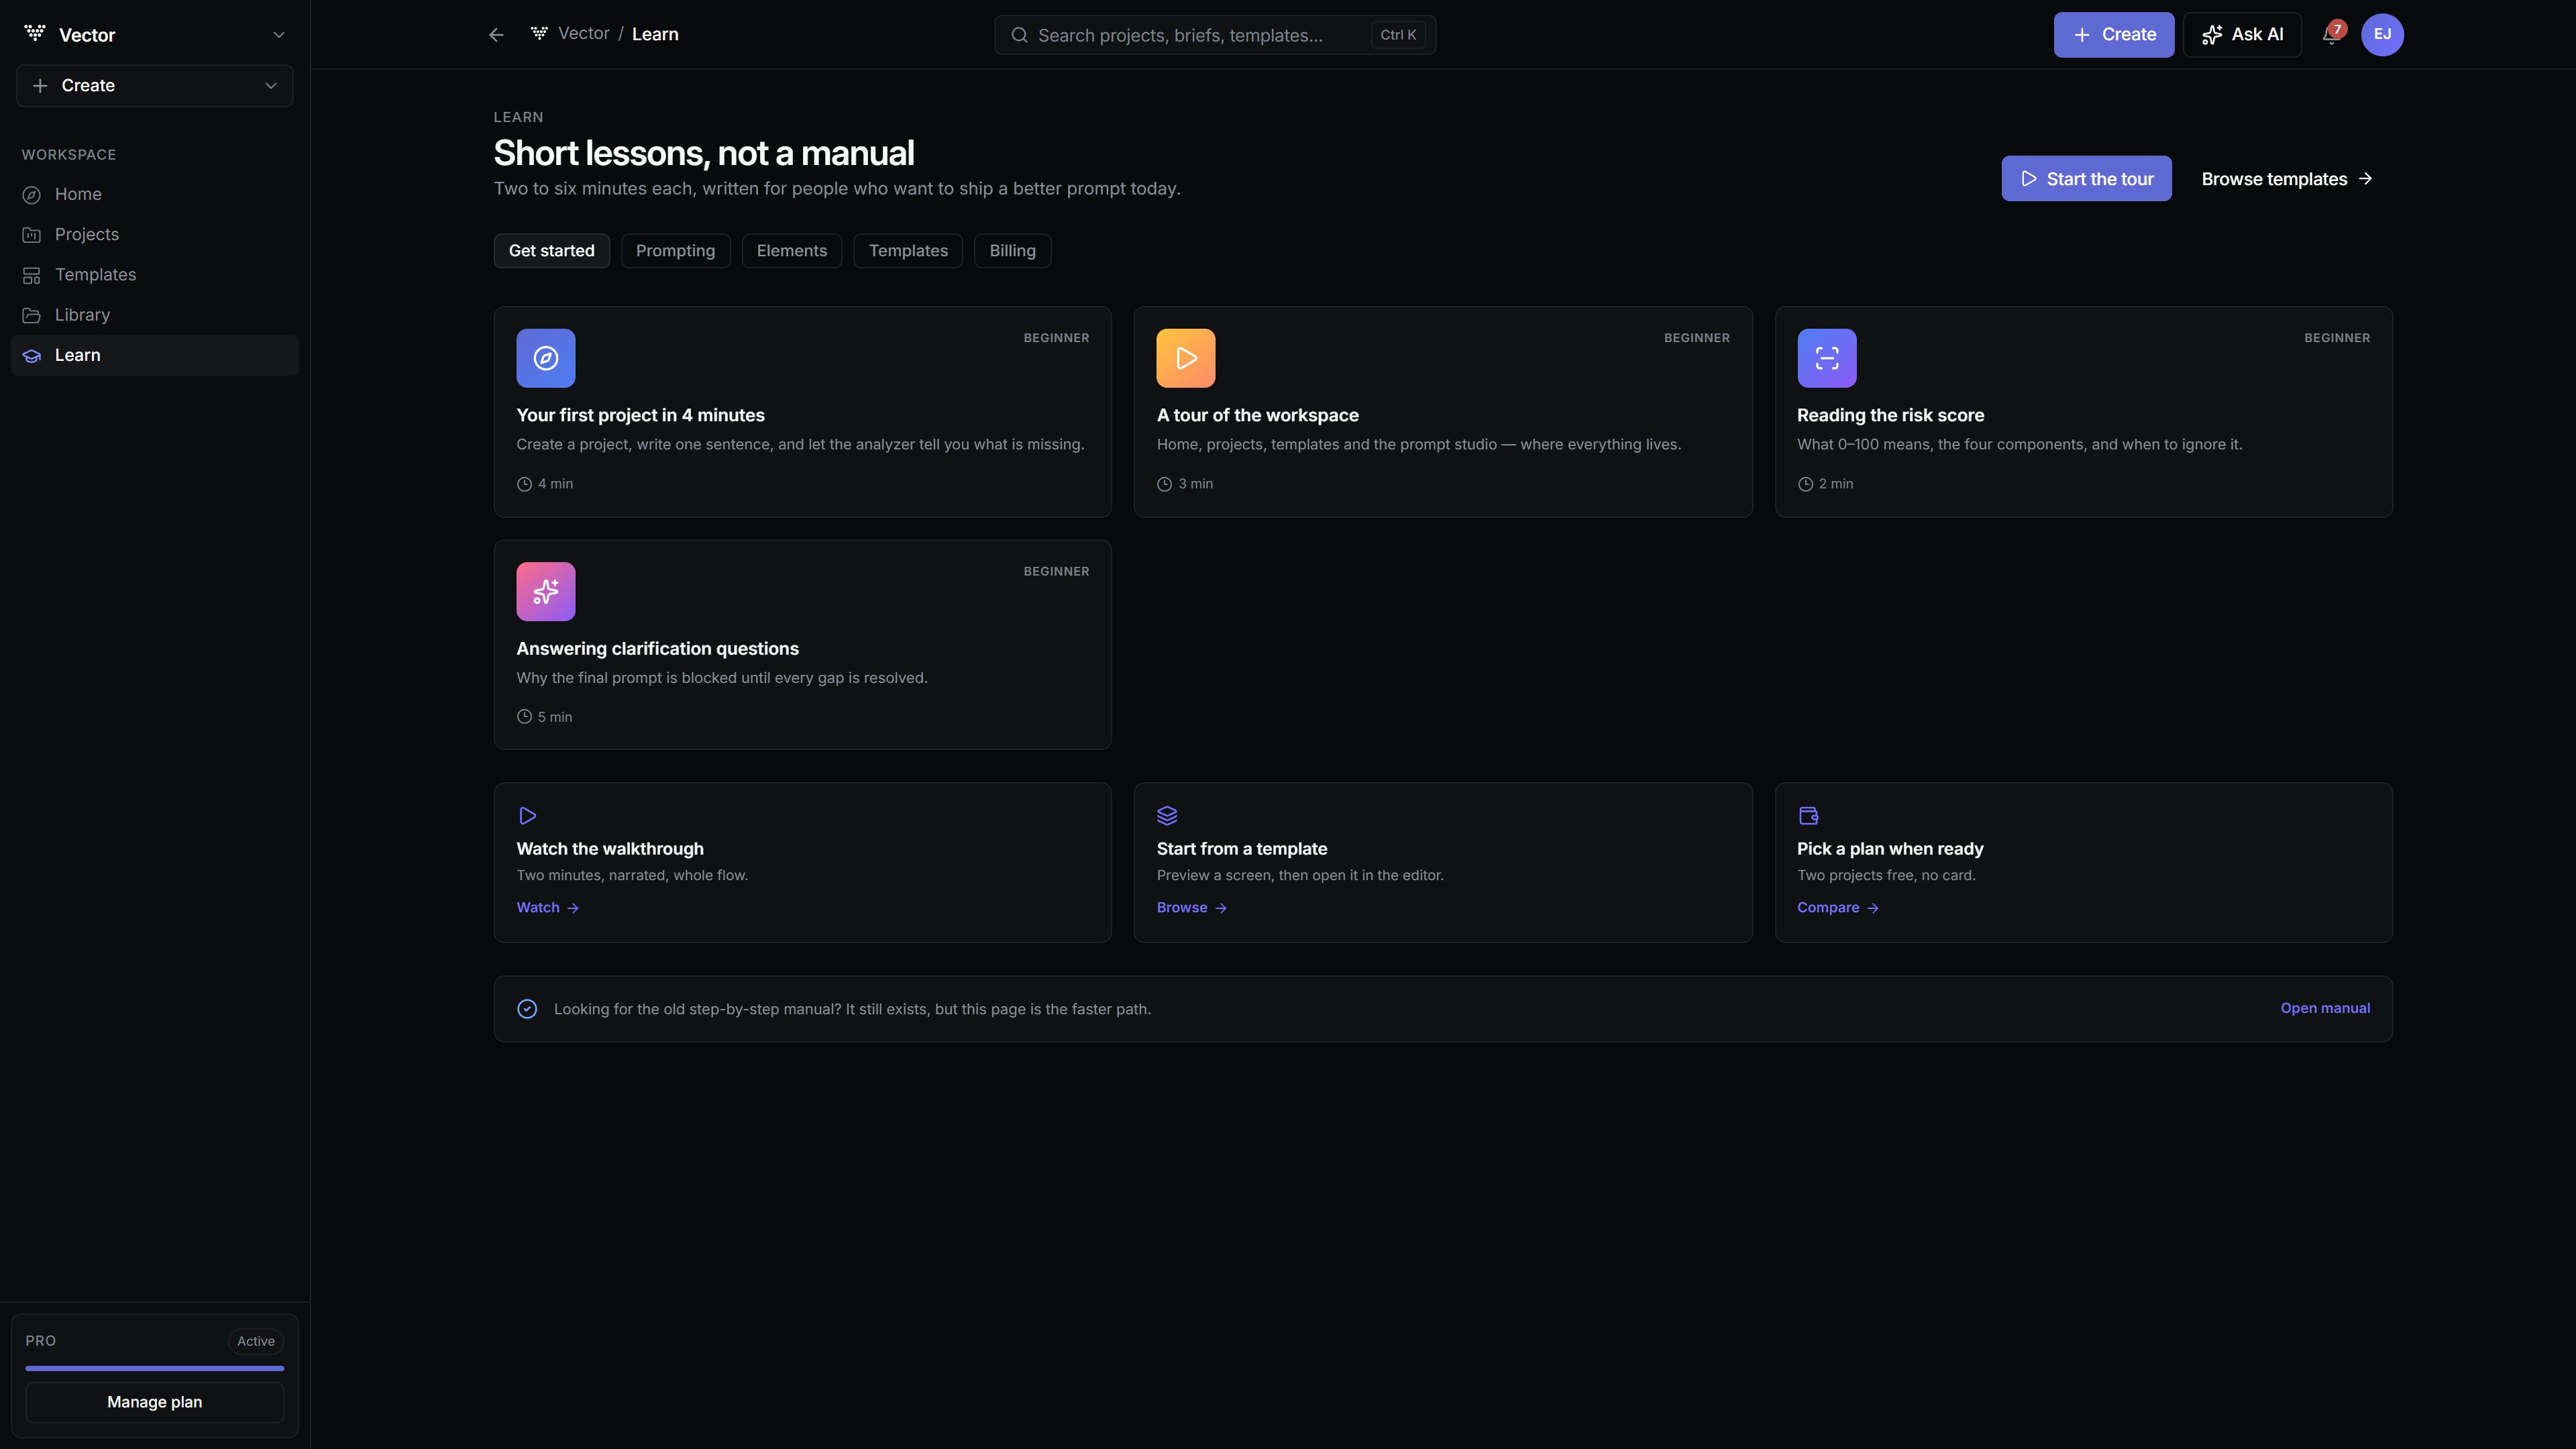 Vector
Create
WORKSPACE
Home
Projects
Templates
Library
Learn
PRO
Active
Manage plan
Vector / Learn
Search projects, briefs, templates...
Ctrl K
Create
Ask AI
7
EJ
LEARN
Short lessons, not a manual
Two to six minutes each, written for people who want to ship a better prompt today.
Start the tour
Browse templates
Get started
Prompting
Elements
Templates
Billing
BEGINNER
Your first project in 4 minutes
Create a project, write one sentence, and let the analyzer tell you what is missing.
4 min
BEGINNER
A tour of the workspace
Home, projects, templates and the prompt studio — where everything lives.
3 min
BEGINNER
Reading the risk score
What 0–100 means, the four components, and when to ignore it.
2 min
BEGINNER
Answering clarification questions
Why the final prompt is blocked until every gap is resolved.
5 min
Watch the walkthrough
Two minutes, narrated, whole flow.
Watch
Start from a template
Preview a screen, then open it in the editor.
Browse
Pick a plan when ready
Two projects free, no card.
Compare
Looking for the old step-by-step manual? It still exists, but this page is the faster path.
Open manual